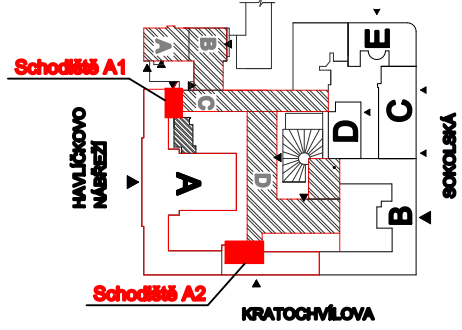 E
A
B
Schodiště A1
C
C
D
HAVLÍČKOVO
NÁBŘEŽÍ
A
D
SOKOLSKÁ
B
Schodiště A2
KRATOCHVÍLOVA